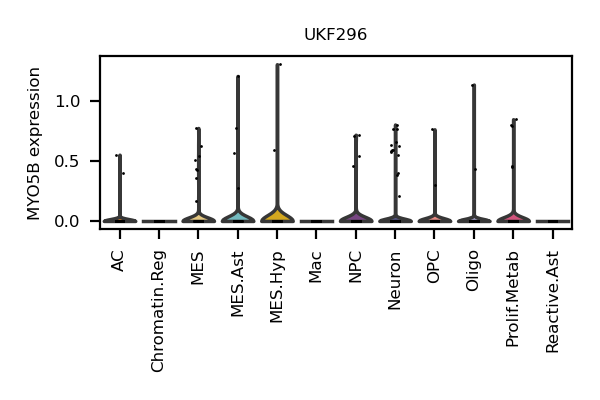 UKF296
MYO5B expression
1.0
0.5
0.0
AC
Chromatin.Reg
MES
MES.Ast
MES.Hyp
Mac
NPC
Neuron
OPC
Oligo
Prolif.Metab
Reactive.Ast